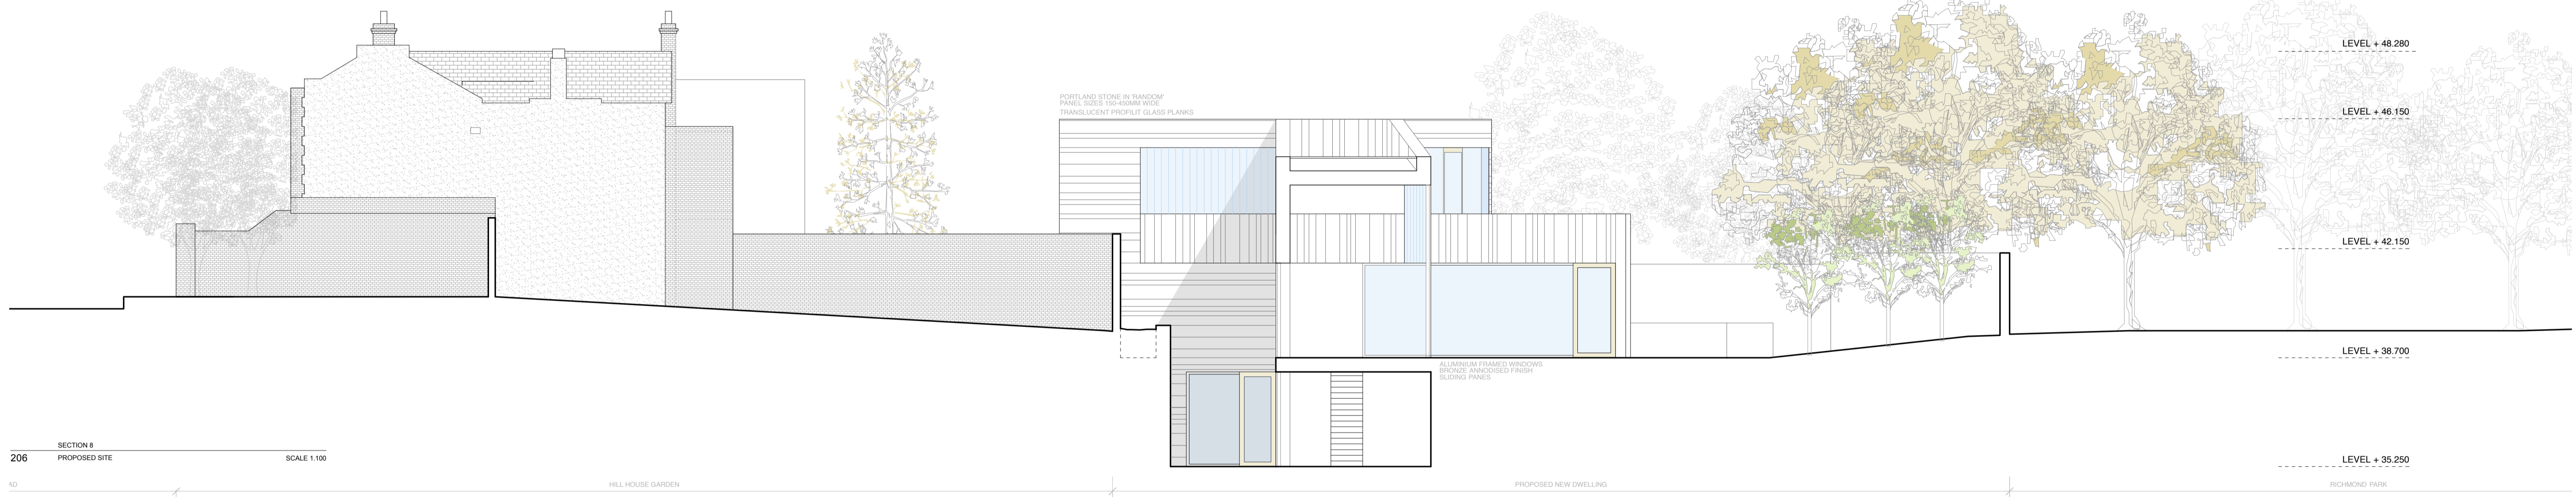 LEVEL + 48.280
PORTLAND STONE IN 'RANDOM'
PANEL SIZES 150-450MM WIDE
TRANSLUCENT PROFILIT GLASS PLANKS
LEVEL + 46.150
LEVEL + 42.150
LEVEL + 38.700
ALUMINIUM FRAMED WINDOWS
BRONZE ANNODISED FINISH
SLIDING PANES
SECTION 8
206 PROPOSED SITE SCALE 1.100
LEVEL + 35.250
AD HILL HOUSE GARDEN PROPOSED NEW DWELLING RICHMOND PARK